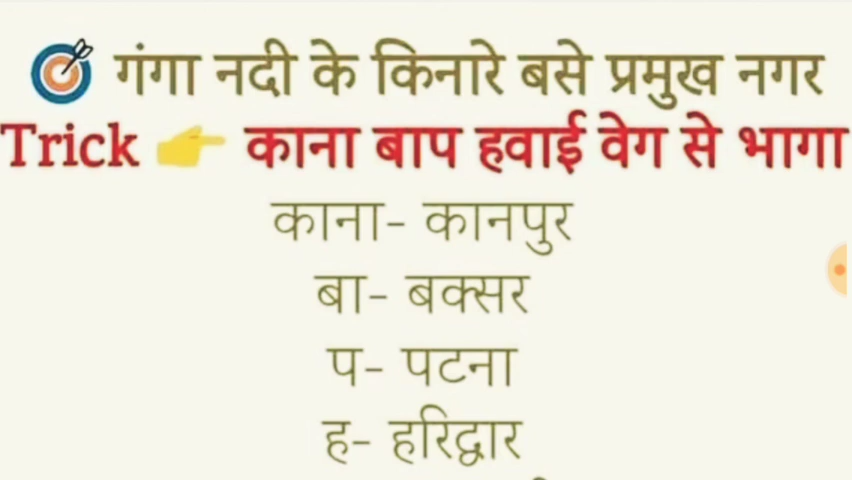 गंगा नदी के किनारे बसे प्रमुख नगर
Trick 👉 काना बाप हवाई वेग से भागा
काना- कानपुर
बा- बक्सर
प- पटना
ह- हरिद्वार